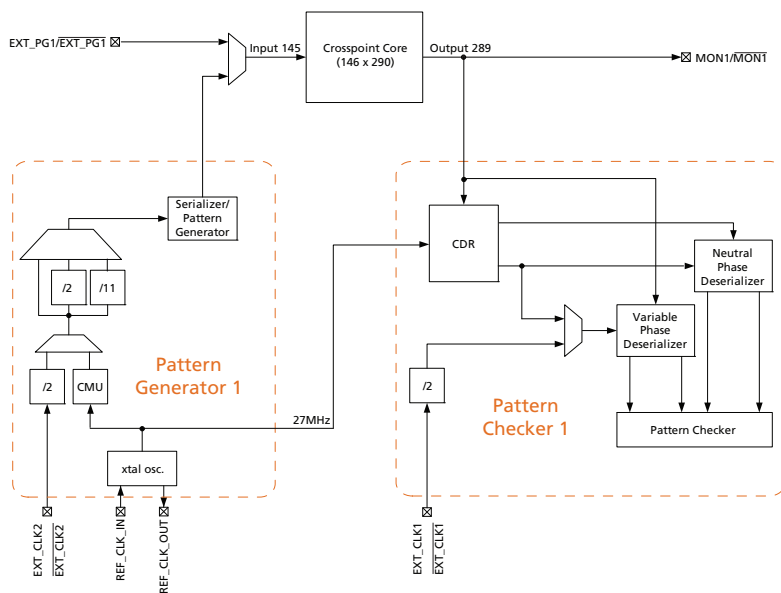 EXT_PG1/EXT_PG1
Input 145
Crosspoint Core
(146 x 290)
Output 289
MON1/MON1
Serializer/
Pattern
Generator
/2
/11
/2
CMU
Pattern
Generator 1
27MHz
xtal osc.
EXT_CLK2
EXT_CLK2
REF_CLK_IN
REF_CLK_OUT
CDR
Neutral
Phase
Deserializer
Variable
Phase
Deserializer
/2
Pattern
Checker 1
Pattern Checker
EXT_CLK1
EXT_CLK1